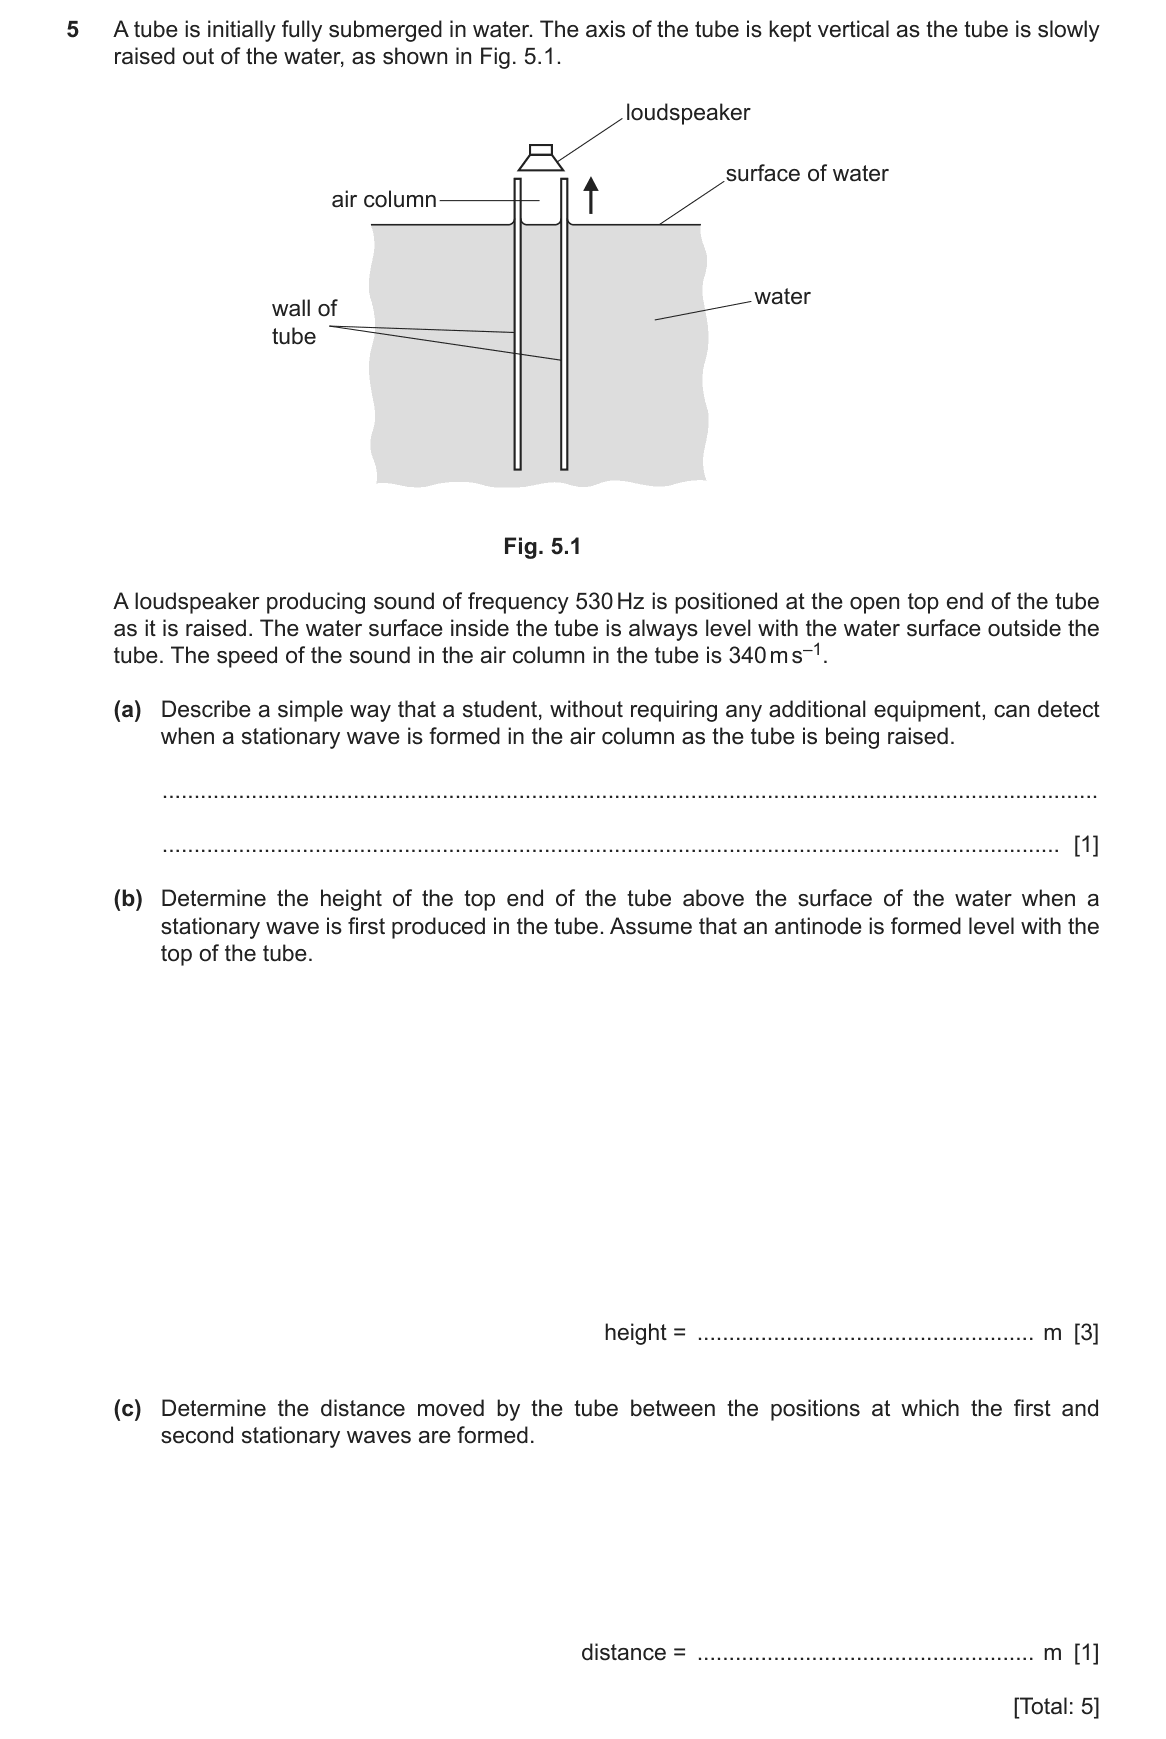 5 A tube is initially fully submerged in water. The axis of the tube is kept vertical as the tube is slowly
raised out of the water, as shown in Fig. 5.1.
loudspeaker
surface of water
air column
water
wall of
tube
Fig. 5.1
A loudspeaker producing sound of frequency 530 Hz is positioned at the open top end of the tube
as it is raised. The water surface inside the tube is always level with the water surface outside the
tube. The speed of the sound in the air column in the tube is 340 m s⁻¹.
(a) Describe a simple way that a student, without requiring any additional equipment, can detect
when a stationary wave is formed in the air column as the tube is being raised.
..........................................................................................................................................
.................................................................................................................................... [1]
(b) Determine the height of the top end of the tube above the surface of the water when a
stationary wave is first produced in the tube. Assume that an antinode is formed level with the
top of the tube.
height = ..................................................... m [3]
(c) Determine the distance moved by the tube between the positions at which the first and
second stationary waves are formed.
distance = ..................................................... m [1]
[Total: 5]